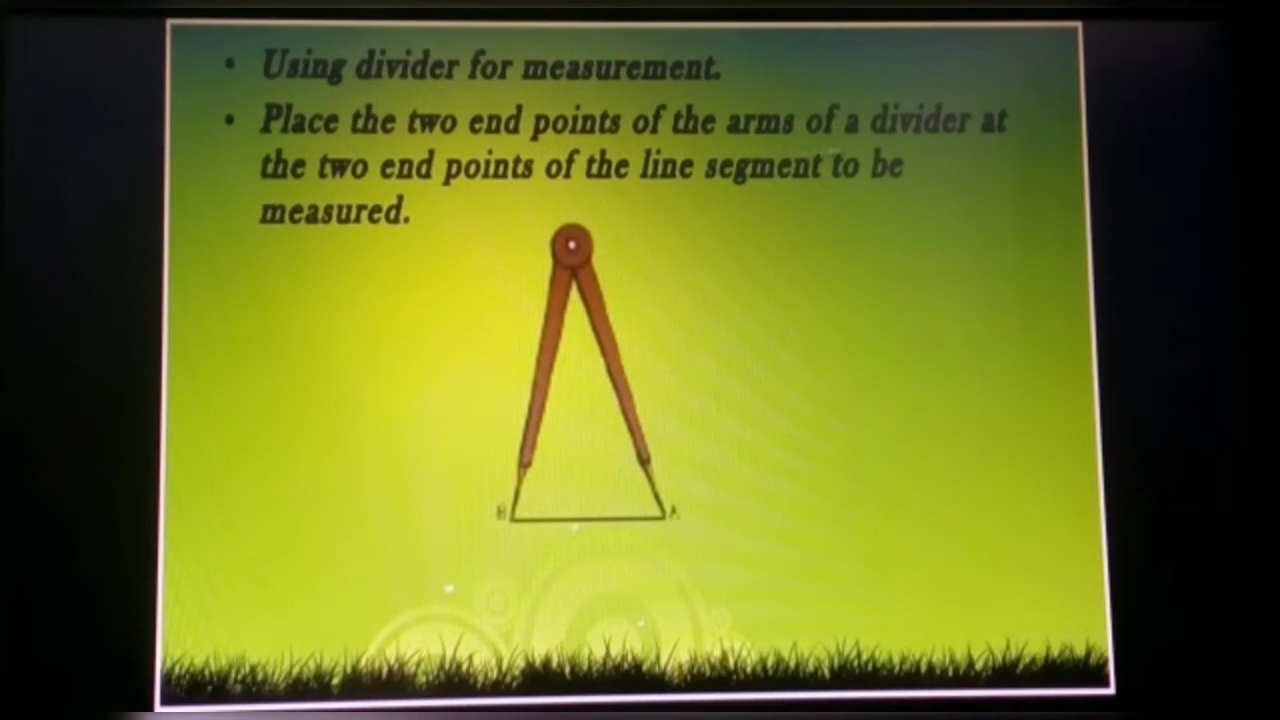 • Using divider for measurement.
• Place the two end points of the arms of a divider at
the two end points of the line segment to be
measured.
B A